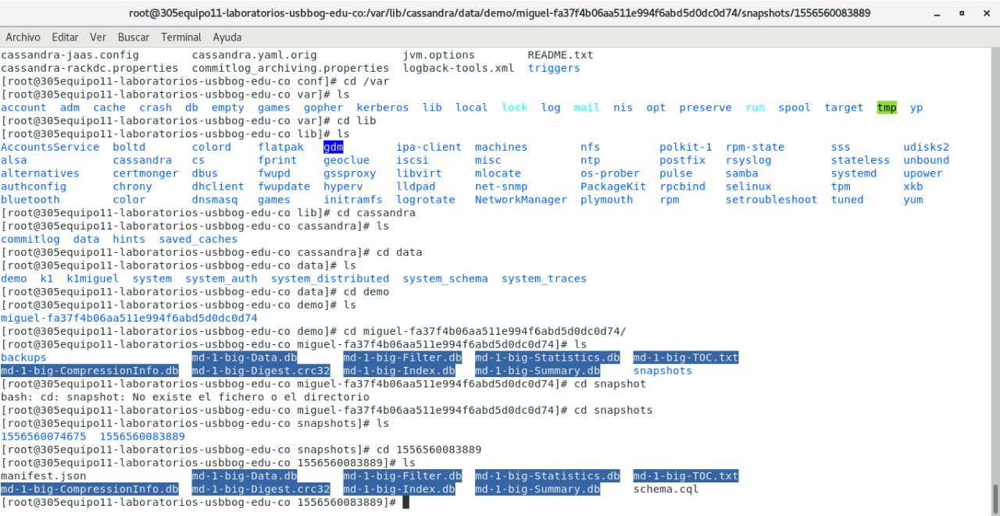 root@305equipo11-laboratorios-usbbog-edu-co:/var/lib/cassandra/data/demo/miguel-fa37f4b06aa511e994f6abd5d0dc0d74/snapshots/1556560083889
Archivo Editar Ver Buscar Terminal Ayuda
cassandra-jaas.config cassandra.yaml.orig jvm.options README.txt
cassandra-rackdc.properties commitlog_archiving.properties logback-tools.xml triggers
[root@305equipo11-laboratorios-usbbog-edu-co conf]# cd /var
[root@305equipo11-laboratorios-usbbog-edu-co var]# ls
account adm cache crash db empty games gopher kerberos lib local lock log mail nis opt preserve run spool target tmp yp
[root@305equipo11-laboratorios-usbbog-edu-co var]# cd lib
[root@305equipo11-laboratorios-usbbog-edu-co lib]# ls
AccountsService boltd colord flatpak gdm ipa-client machines nfs polkit-1 rpm-state sss udisks2
alsa cassandra cs fprint geoclue iscsi misc ntp postfix rsyslog stateless unbound
alternatives certmonger dbus fwupd gssproxy libvirt mlocate os-prober pulse samba systemd upower
authconfig chrony dhclient fwupdate hyperv lldpad net-snmp PackageKit rpcbind selinux tpm xkb
bluetooth color dnsmasq games initramfs logrotate NetworkManager plymouth rpm setroubleshoot tuned yum
[root@305equipo11-laboratorios-usbbog-edu-co lib]# cd cassandra
[root@305equipo11-laboratorios-usbbog-edu-co cassandra]# ls
commitlog data hints saved_caches
[root@305equipo11-laboratorios-usbbog-edu-co cassandra]# cd data
[root@305equipo11-laboratorios-usbbog-edu-co data]# ls
demo k1 k1miguel system system_auth system_distributed system_schema system_traces
[root@305equipo11-laboratorios-usbbog-edu-co data]# cd demo
[root@305equipo11-laboratorios-usbbog-edu-co demo]# ls
miguel-fa37f4b06aa511e994f6abd5d0dc0d74
[root@305equipo11-laboratorios-usbbog-edu-co demo]# cd miguel-fa37f4b06aa511e994f6abd5d0dc0d74/
[root@305equipo11-laboratorios-usbbog-edu-co miguel-fa37f4b06aa511e994f6abd5d0dc0d74]# ls
backups md-1-big-Data.db md-1-big-Filter.db md-1-big-Statistics.db md-1-big-TOC.txt
md-1-big-CompressionInfo.db md-1-big-Digest.crc32 md-1-big-Index.db md-1-big-Summary.db snapshots
[root@305equipo11-laboratorios-usbbog-edu-co miguel-fa37f4b06aa511e994f6abd5d0dc0d74]# cd snapshot
bash: cd: snapshot: No existe el fichero o el directorio
[root@305equipo11-laboratorios-usbbog-edu-co miguel-fa37f4b06aa511e994f6abd5d0dc0d74]# cd snapshots
[root@305equipo11-laboratorios-usbbog-edu-co snapshots]# ls
1556560074675 1556560083889
[root@305equipo11-laboratorios-usbbog-edu-co snapshots]# cd 1556560083889
[root@305equipo11-laboratorios-usbbog-edu-co 1556560083889]# ls
manifest.json md-1-big-Data.db md-1-big-Filter.db md-1-big-Statistics.db md-1-big-TOC.txt
md-1-big-CompressionInfo.db md-1-big-Digest.crc32 md-1-big-Index.db md-1-big-Summary.db schema.cql
[root@305equipo11-laboratorios-usbbog-edu-co 1556560083889]#